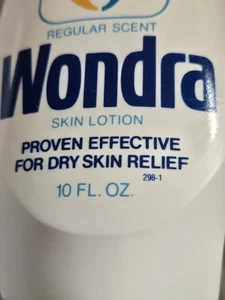 REGULAR SCENT
Wondra
SKIN LOTION
PROVEN EFFECTIVE
FOR DRY SKIN RELIEF
298-1
10 FL. OZ.